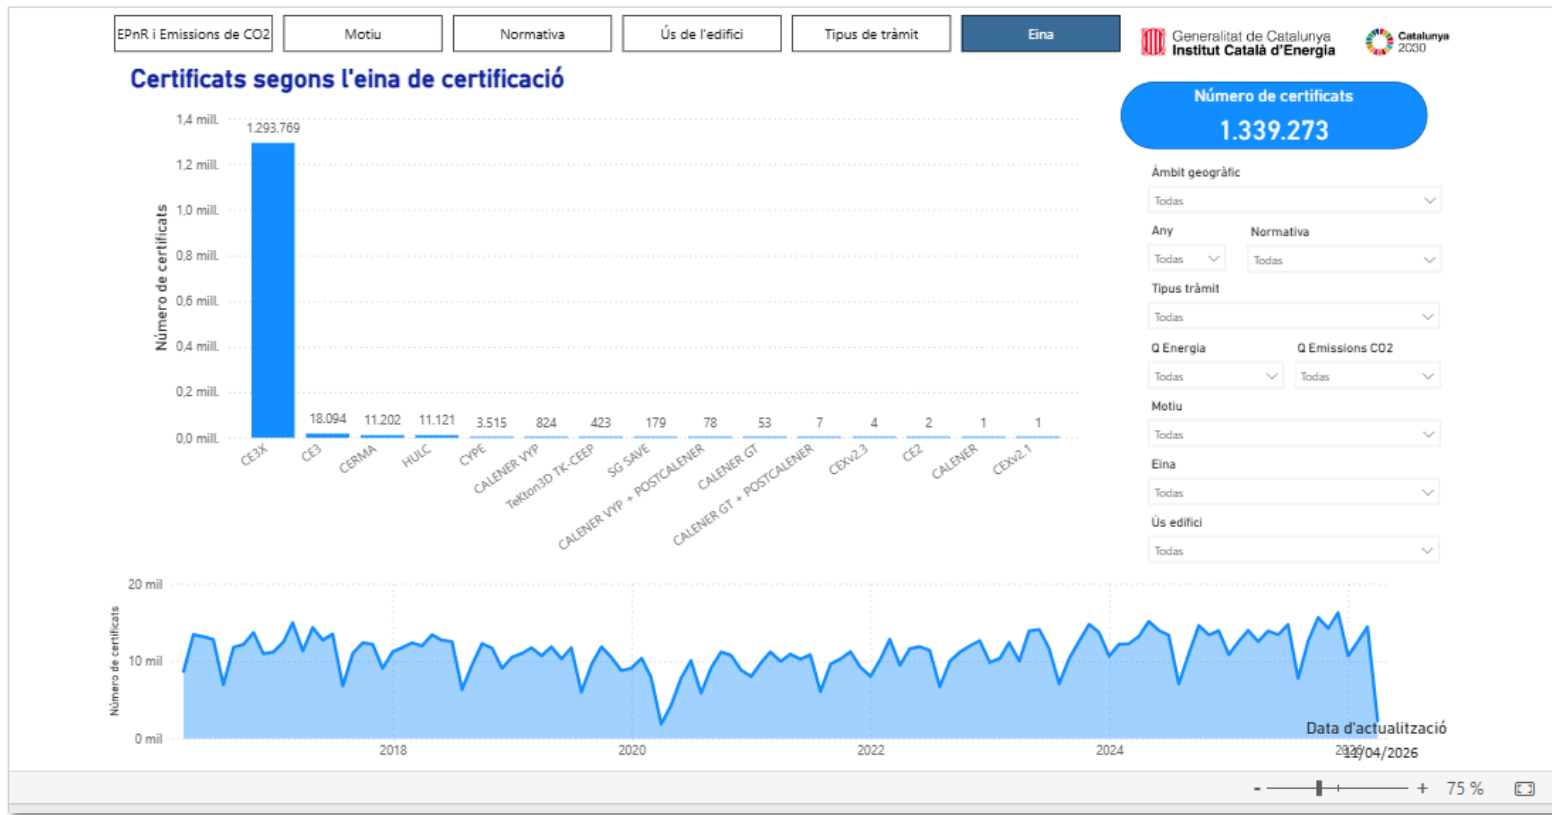 EPnR i Emissions de CO2
Motiu
Normativa
Ús de l'edifici
Tipus de tràmit
Eina
Generalitat de Catalunya
Institut Català d'Energia
Catalunya
2030
Certificats segons l'eina de certificació
Número de certificats
1.339.273
Número de certificats
1,4 mill.
1,2 mill.
1,0 mill.
0,8 mill.
0,6 mill.
0,4 mill.
0,2 mill.
0,0 mill.
1.293.769
18.094
11.202
11.121
3.515
824
423
179
78
53
7
4
2
1
1
CE3X
CE3
CERMA
HULC
CYPE
CALENER VYP
TeKton3D TK-CEEP
SG SAVE
CALENER VYP + POSTCALENER
CALENER GT
CALENER GT + POSTCALENER
CEXv2.3
CE2
CALENER
CEXv2.1
Àmbit geogràfic
Todas
Any
Normativa
Todas
Todas
Tipus tràmit
Todas
Q Energia
Q Emissions CO2
Todas
Todas
Motiu
Todas
Eina
Todas
Ús edifici
Todas
Número de certificats
20 mil
10 mil
0 mil
2018
2020
2022
2024
2026
Data d'actualització
11/04/2026
- + 75 %